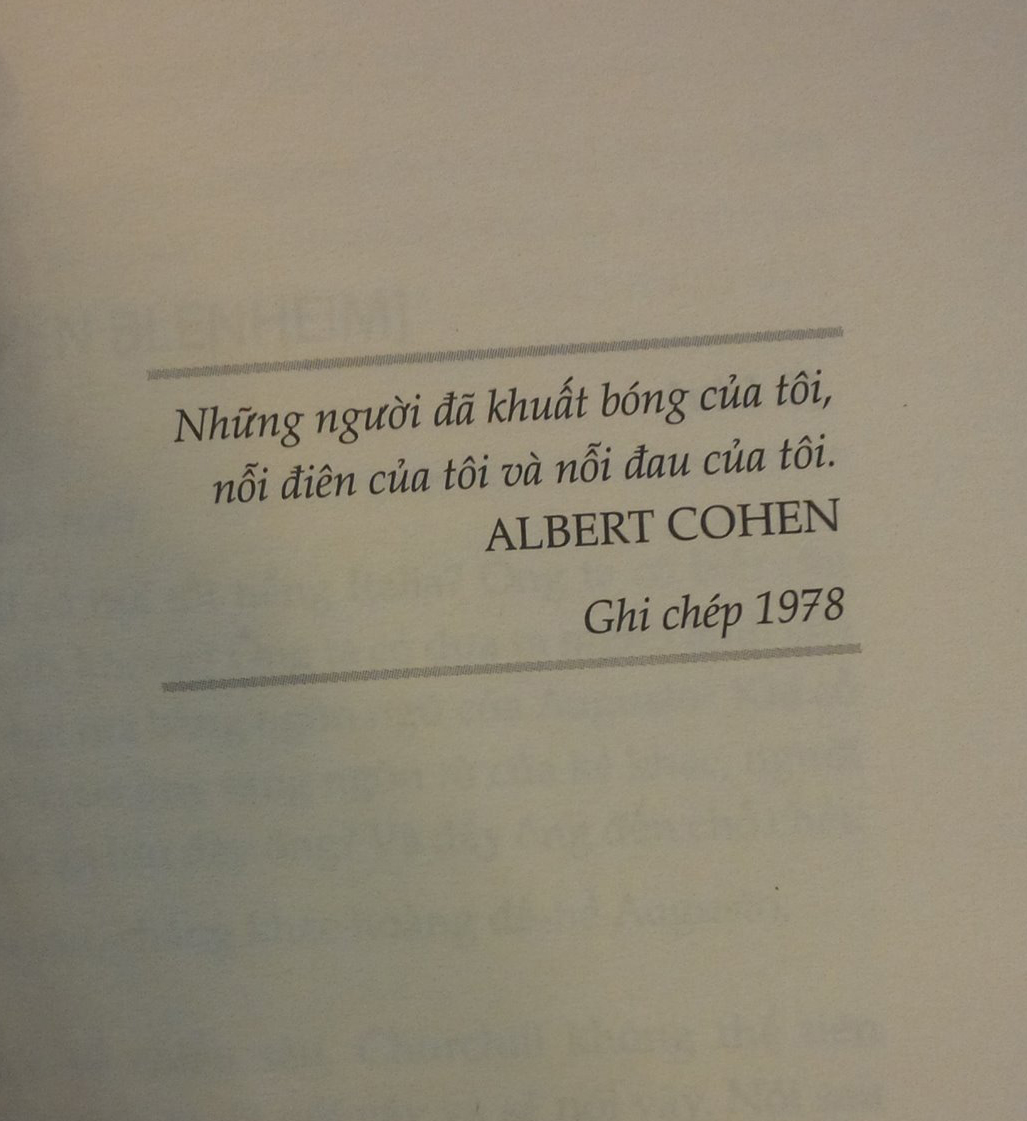 Những người đã khuất bóng của tôi,
nỗi điên của tôi và nỗi đau của tôi.
ALBERT COHEN
Ghi chép 1978